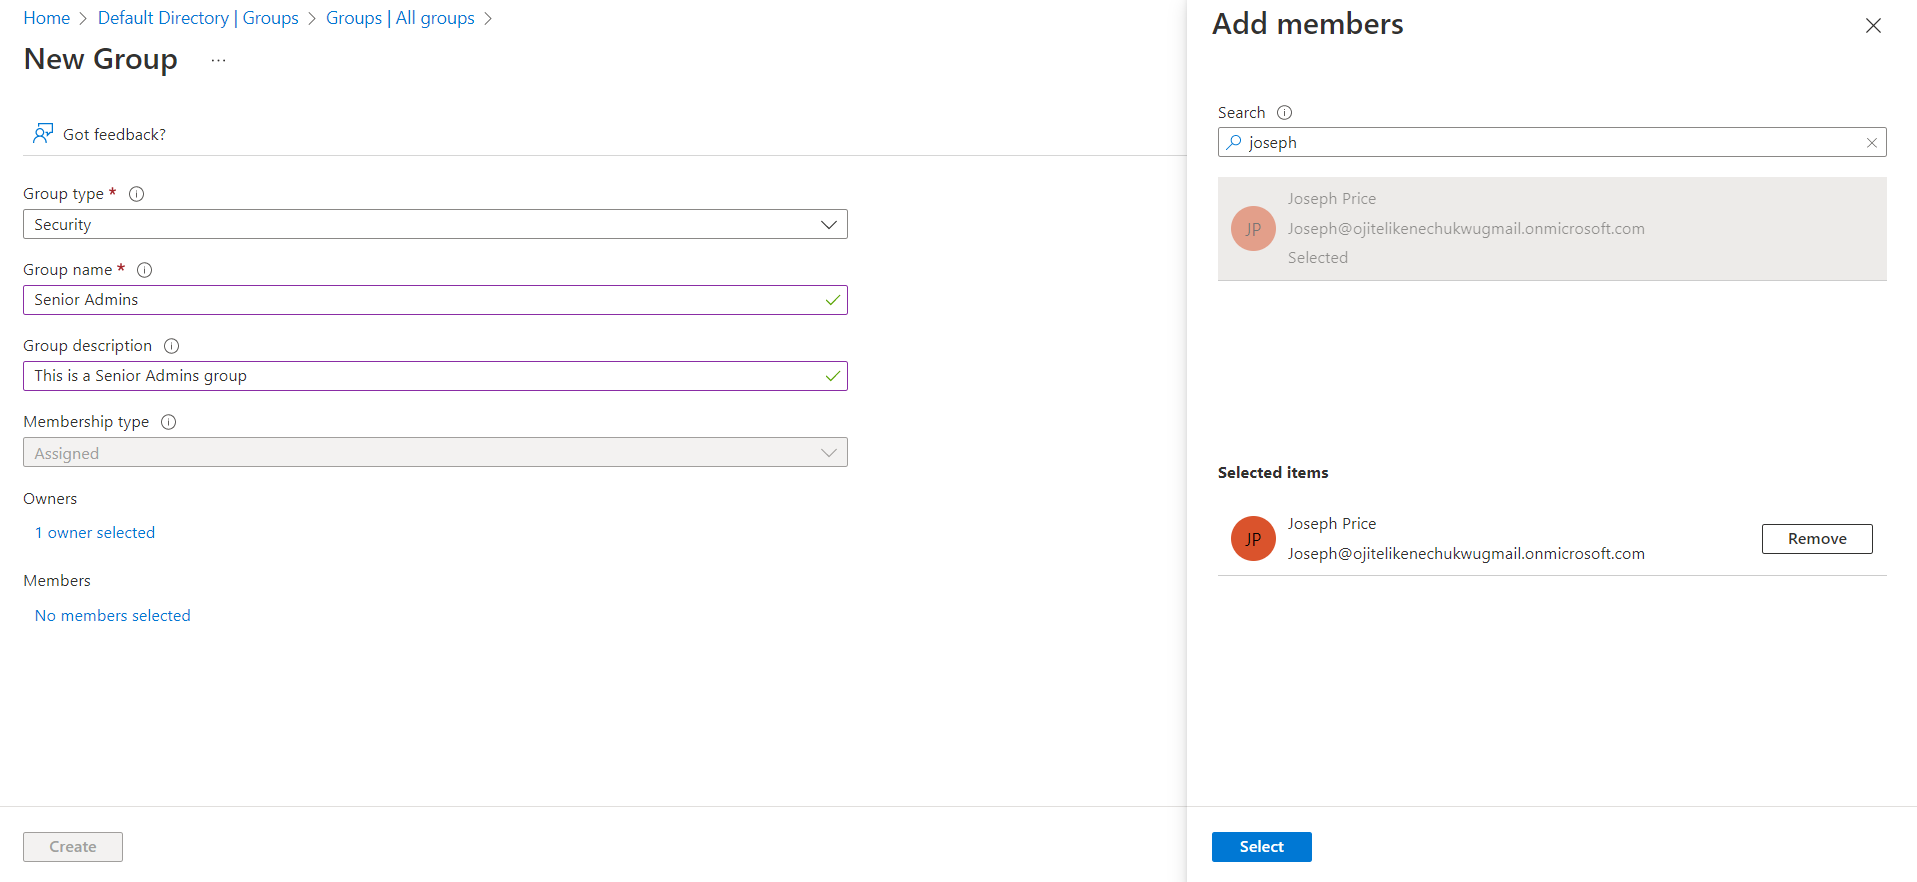 Home > Default Directory | Groups > Groups | All groups >
New Group ...
Got feedback?
Group type *
Security
Group name *
Senior Admins
Group description
This is a Senior Admins group
Membership type
Assigned
Owners
1 owner selected
Members
No members selected
Create
Add members
Search
joseph
JP
Joseph Price
Joseph@ojitelikenechukwugmail.onmicrosoft.com
Selected
Selected items
JP
Joseph Price
Joseph@ojitelikenechukwugmail.onmicrosoft.com
Remove
Select